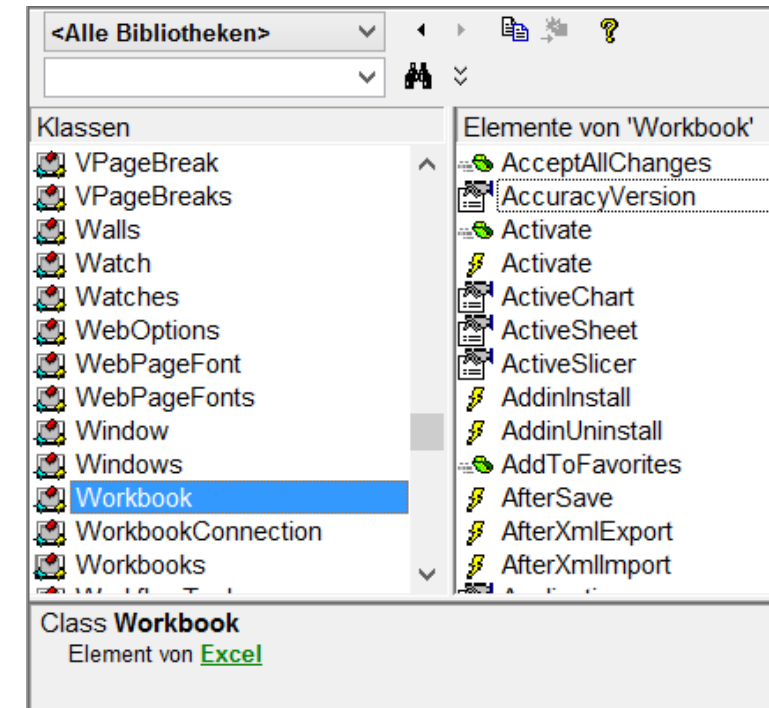 <Alle Bibliotheken>
Klassen
VPageBreak
VPageBreaks
Walls
Watch
Watches
WebOptions
WebPageFont
WebPageFonts
Window
Windows
Workbook
WorkbookConnection
Workbooks
Elemente von 'Workbook'
AcceptAllChanges
AccuracyVersion
Activate
Activate
ActiveChart
ActiveSheet
ActiveSlicer
AddinInstall
AddinUninstall
AddToFavorites
AfterSave
AfterXmlExport
AfterXmlImport
Class Workbook
Element von Excel